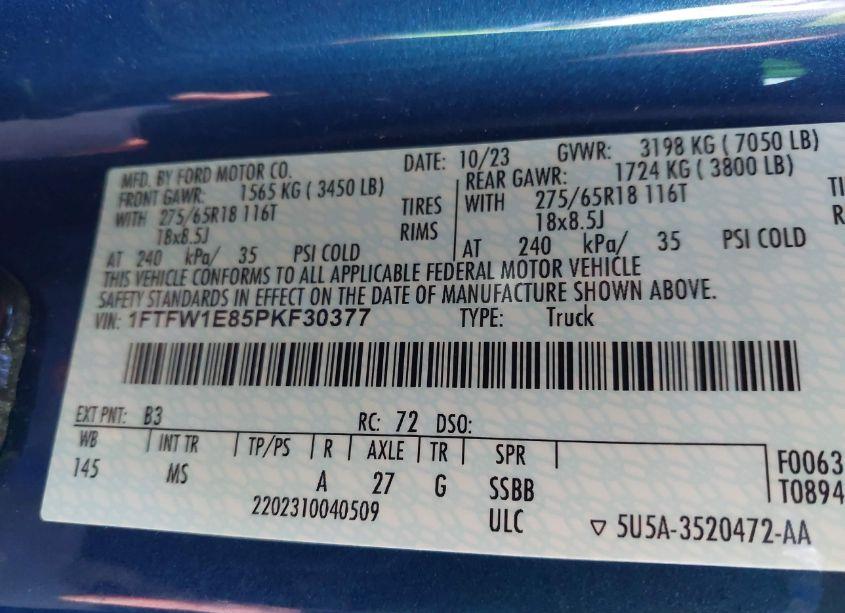 MFD. BY FORD MOTOR CO. DATE: 10/23 GVWR: 3198 KG ( 7050 LB)
FRONT GAWR: 1565 KG ( 3450 LB) REAR GAWR: 1724 KG ( 3800 LB)
WITH 275/65R18 116T TIRES WITH 275/65R18 116T TI
18x8.5J RIMS 18x8.5J R
AT 240 kPa/ 35 PSI COLD AT 240 kPa/ 35 PSI COLD
THIS VEHICLE CONFORMS TO ALL APPLICABLE FEDERAL MOTOR VEHICLE
SAFETY STANDARDS IN EFFECT ON THE DATE OF MANUFACTURE SHOWN ABOVE.
VIN: 1FTFW1E85PKF30377 TYPE: Truck
EXT PNT: B3 RC: 72 DSO:
WB INT TR TP/PS R AXLE TR SPR
145 MS A 27 G SSBB
F0063
T0894
2202310040509 ULC ▽ 5U5A-3520472-AA